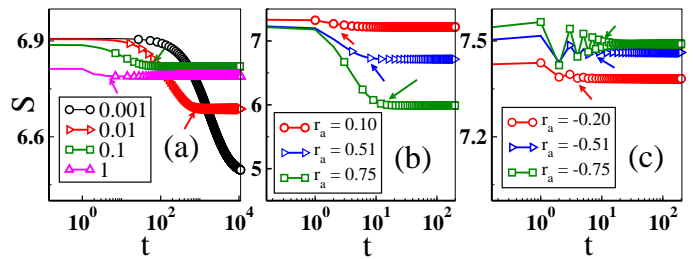 S
6.9
6.6
0.001
0.01
0.1
1
(a)
10^0 10^2 10^4
t
7
6
5
r_a = 0.10
r_a = 0.51
r_a = 0.75
(b)
10^0 10^1 10^2
t
7.5
7.2
r_a = -0.20
r_a = -0.51
r_a = -0.75
(c)
10^0 10^1 10^2
t